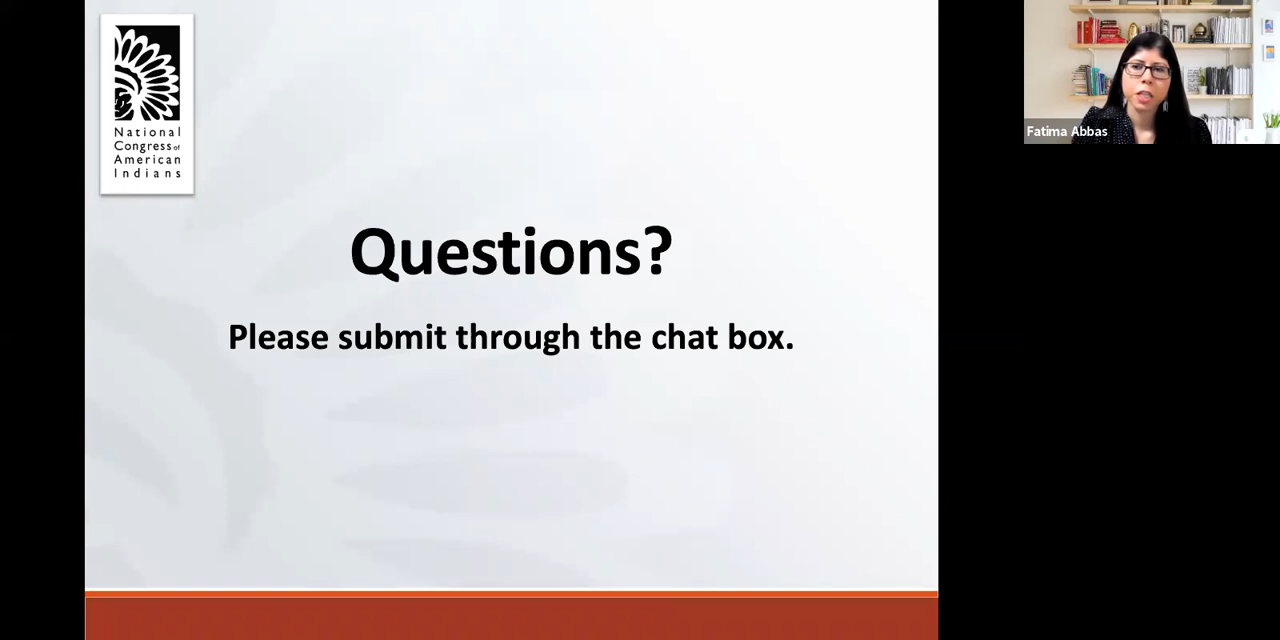 National
Congress of
American
Indians
Questions?
Please submit through the chat box.
Fatima Abbas